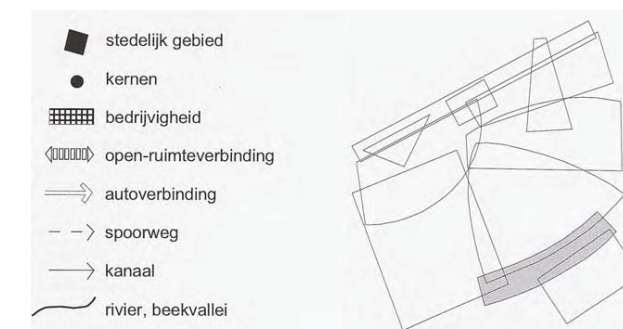 stedelijk gebied
kernen
bedrijvigheid
open-ruimteverbinding
autoverbinding
spoorweg
kanaal
rivier, beekvallei